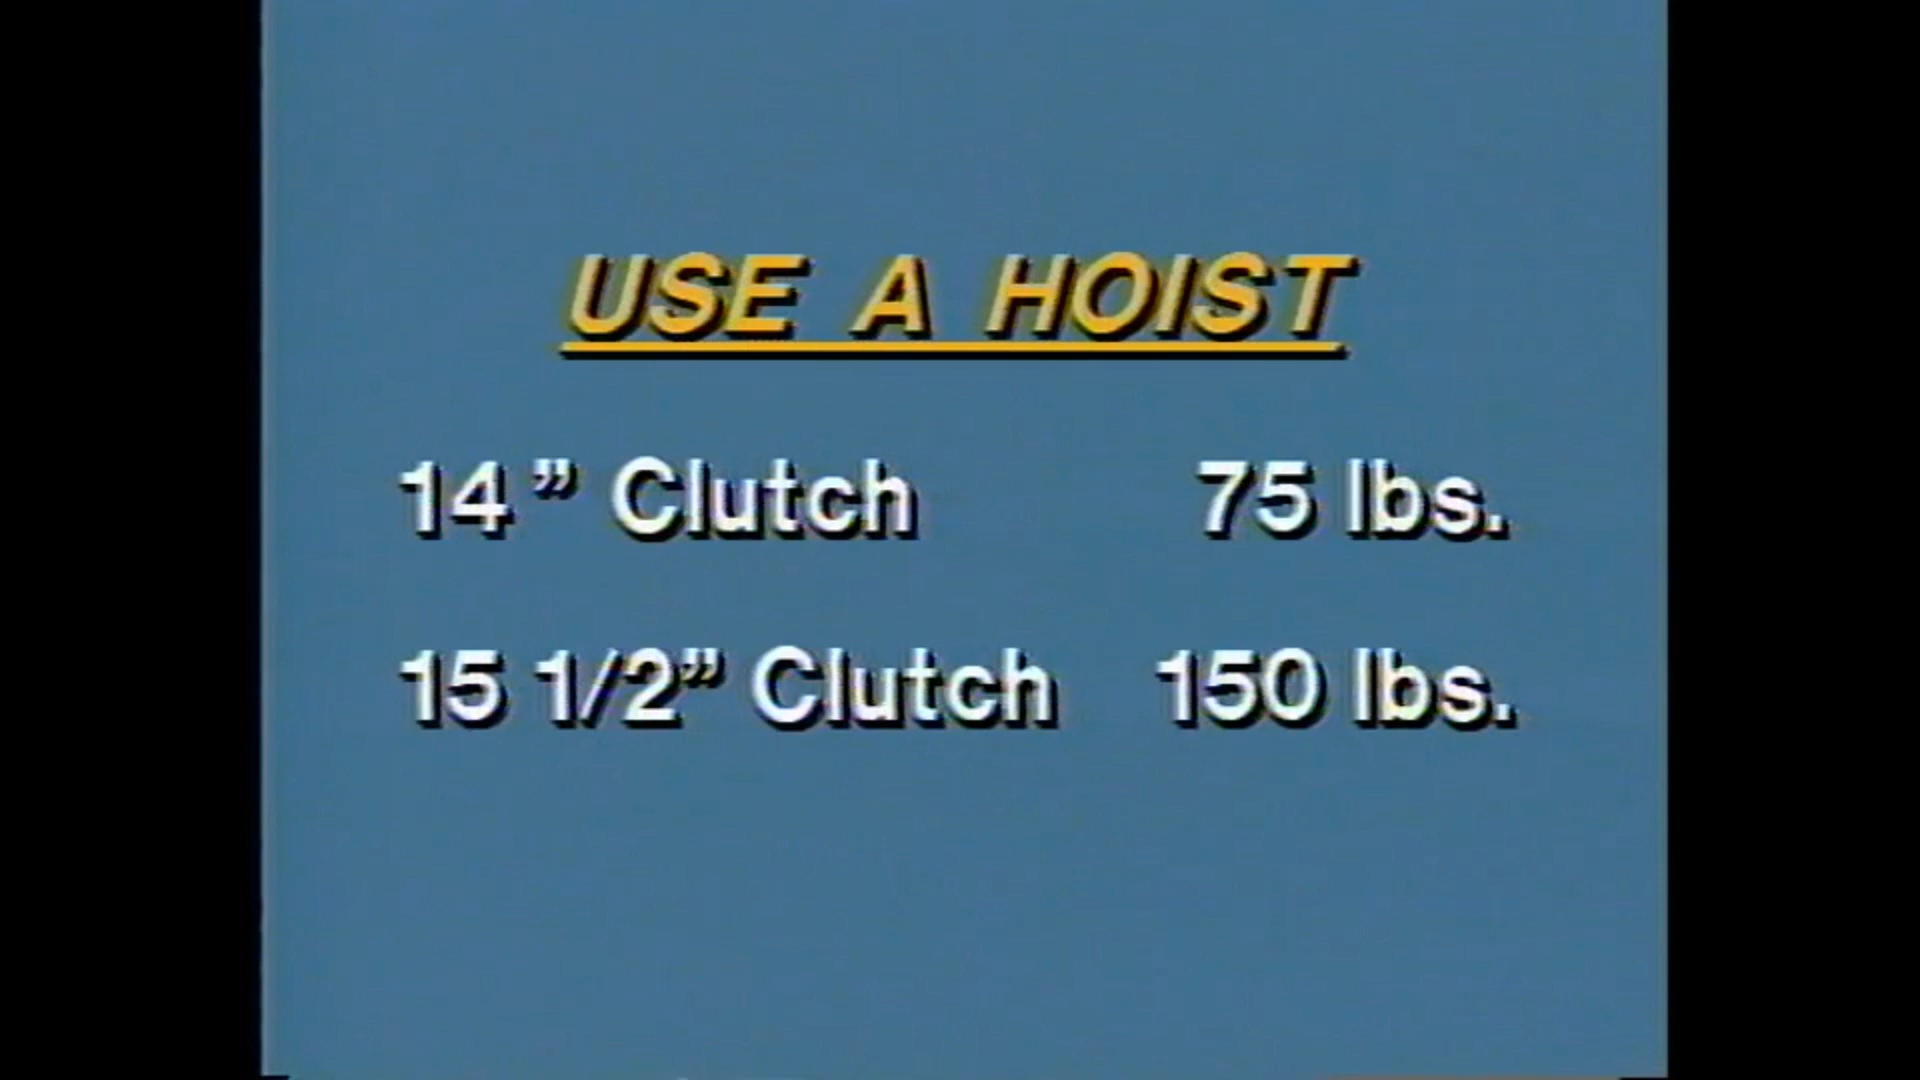 USE A HOIST
14” Clutch 75 lbs.
15 1/2” Clutch 150 lbs.